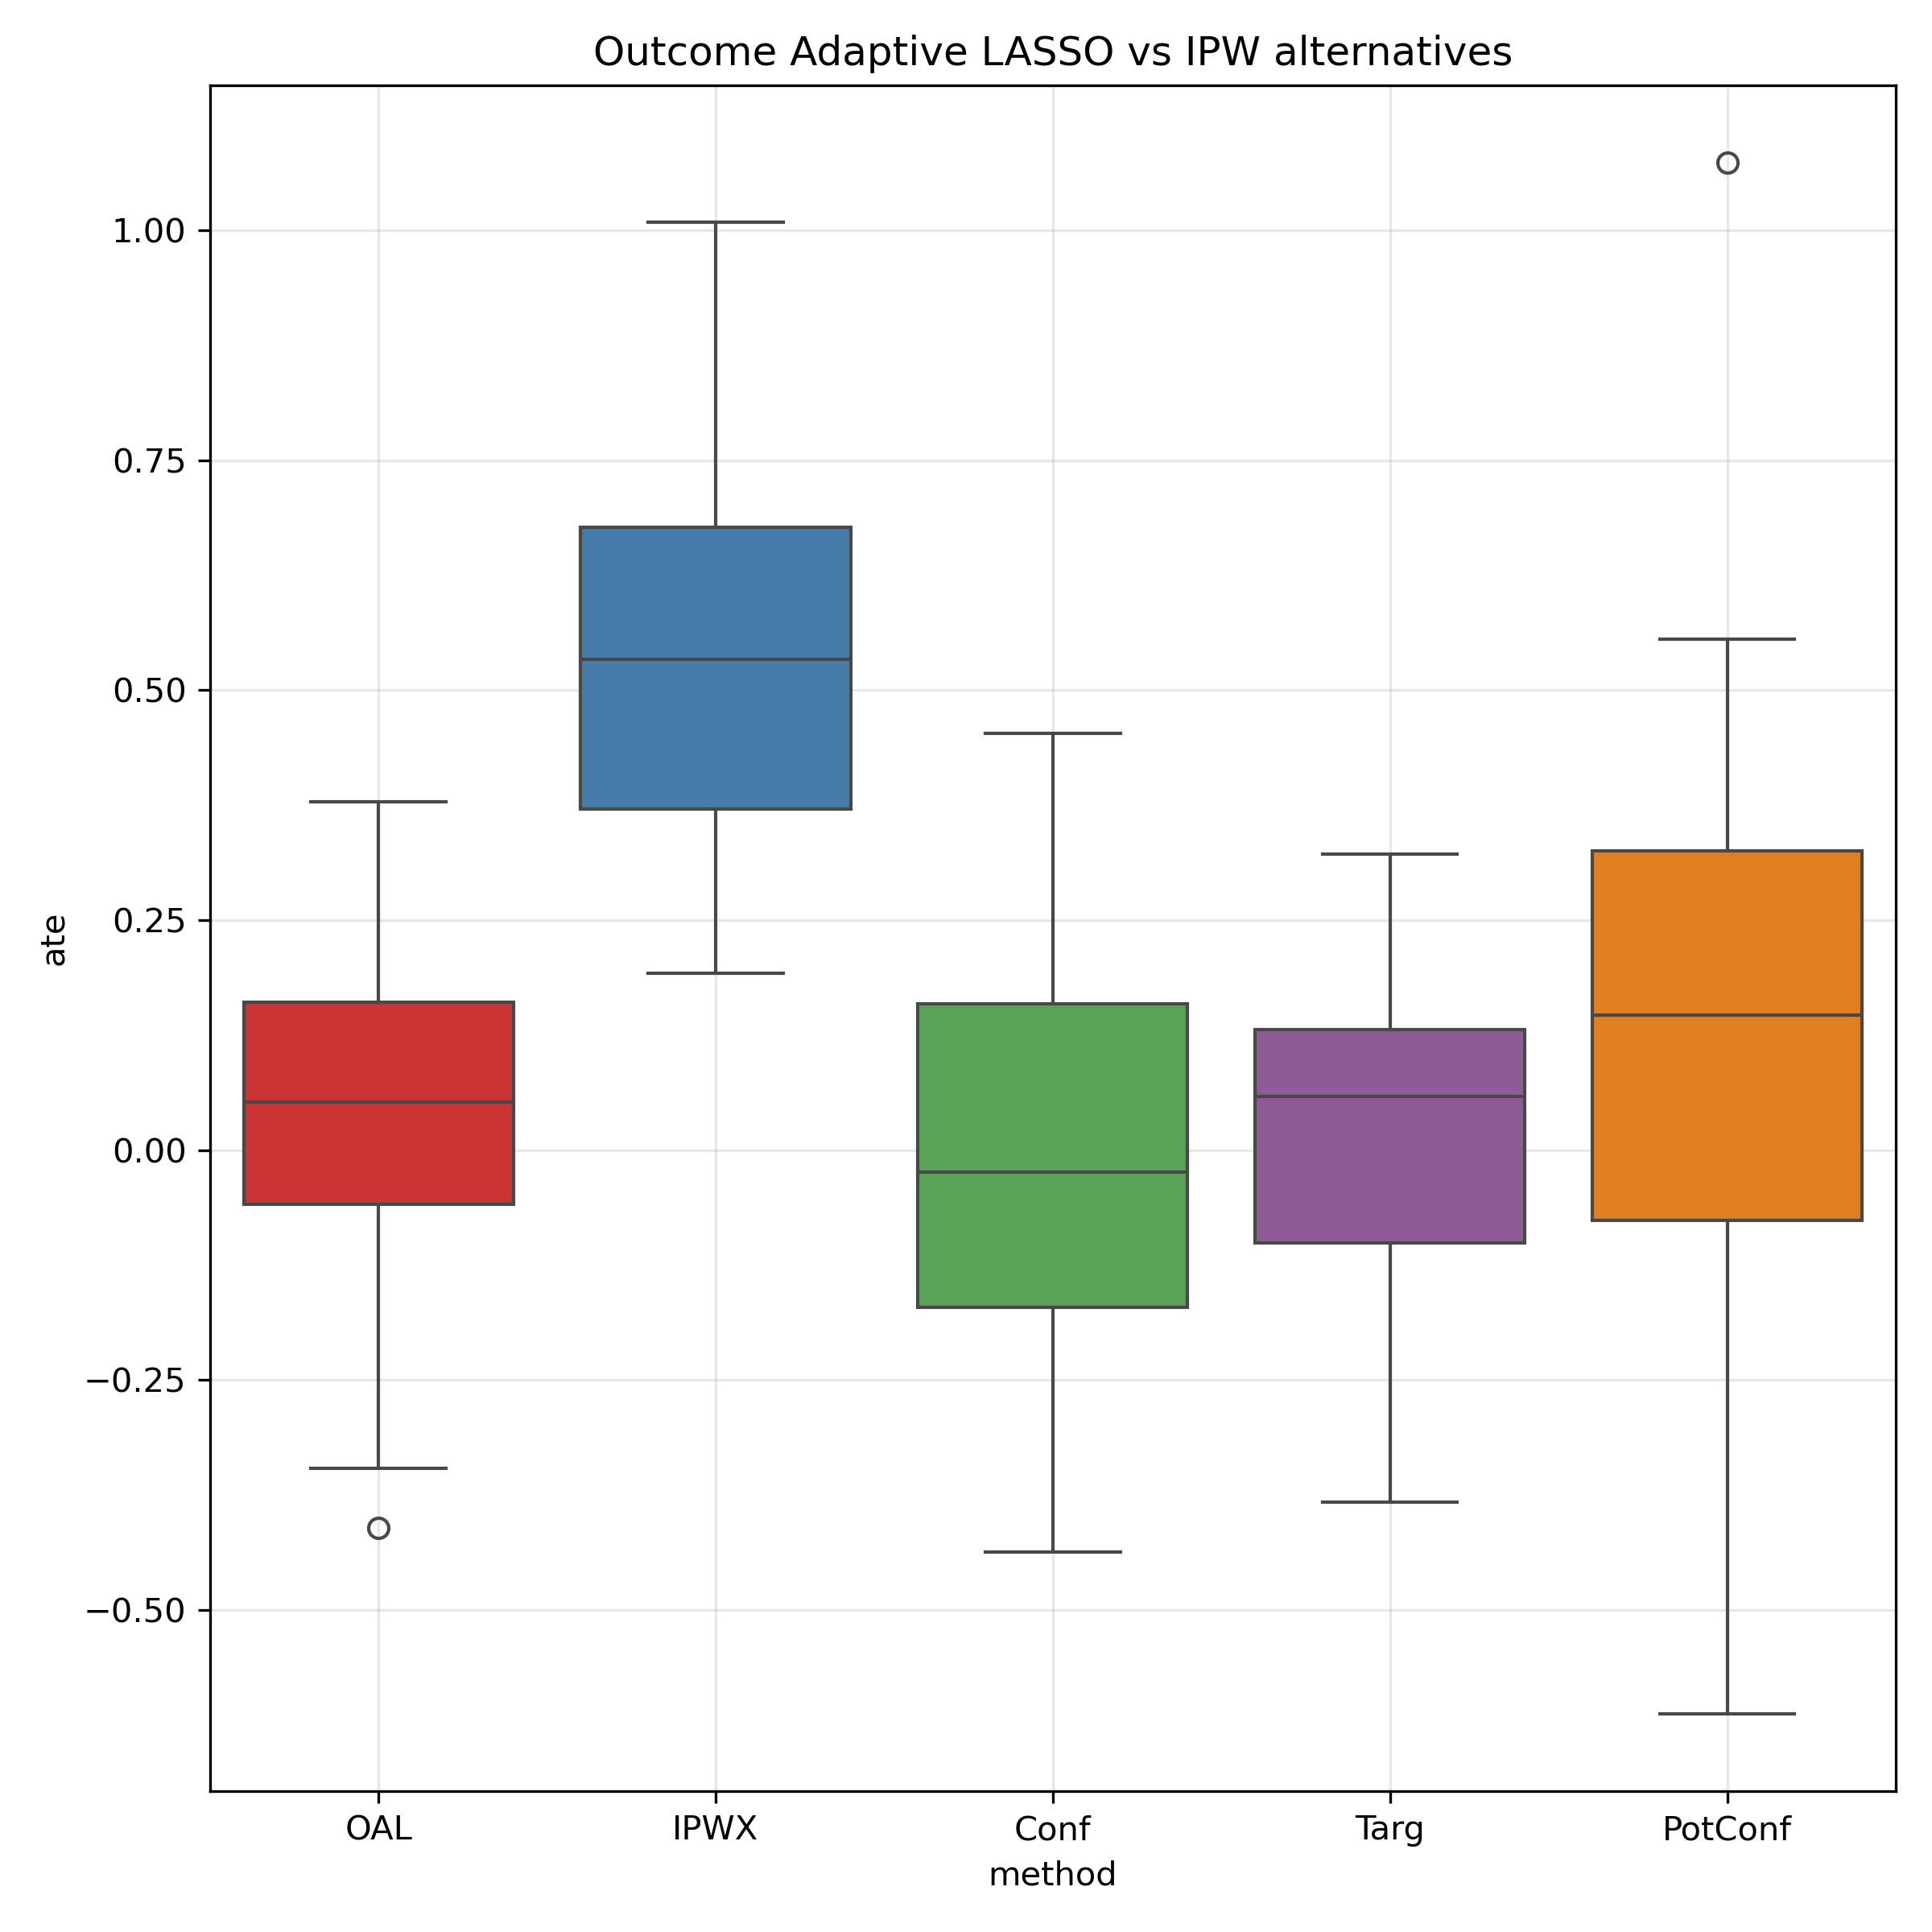 Outcome Adaptive LASSO vs IPW alternatives
1.00
0.75
0.50
0.25
0.00
−0.25
−0.50
ate
OAL IPWX Conf Targ PotConf
method